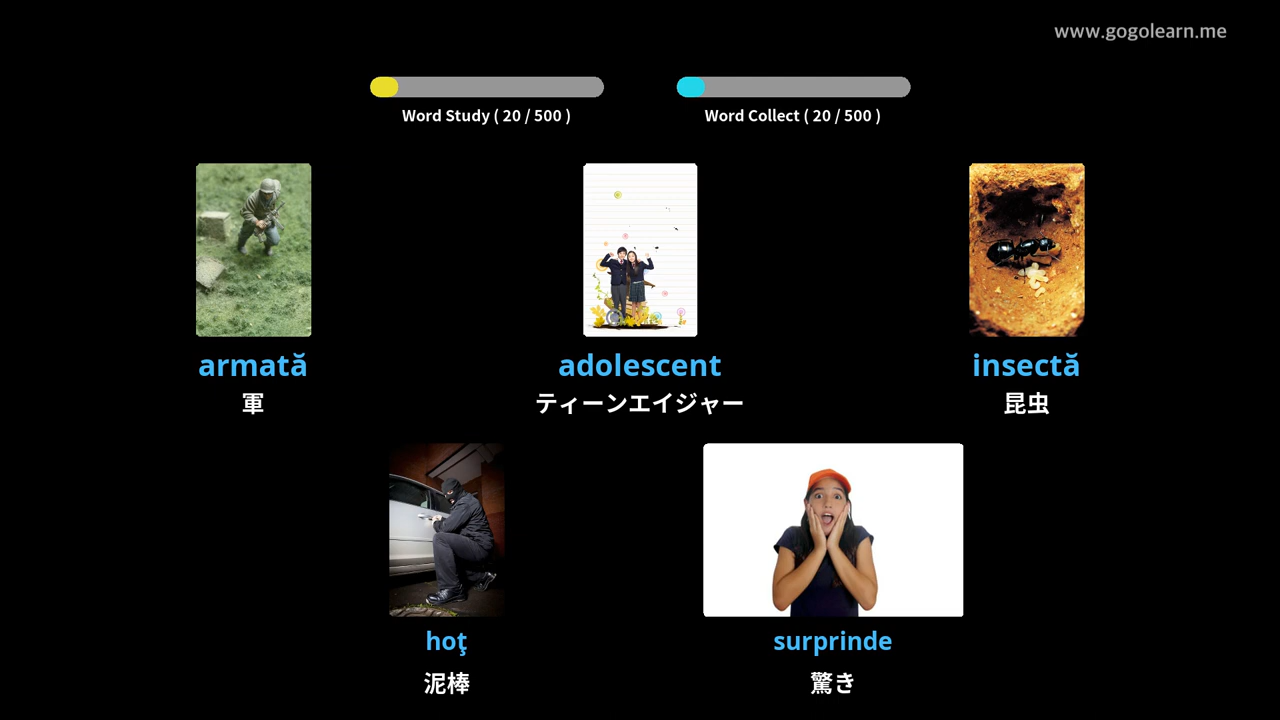 www.gogolearn.me
Word Study ( 20 / 500 )
Word Collect ( 20 / 500 )
armată
軍
adolescent
ティーンエイジャー
insectă
昆虫
hoţ
泥棒
surprinde
驚き